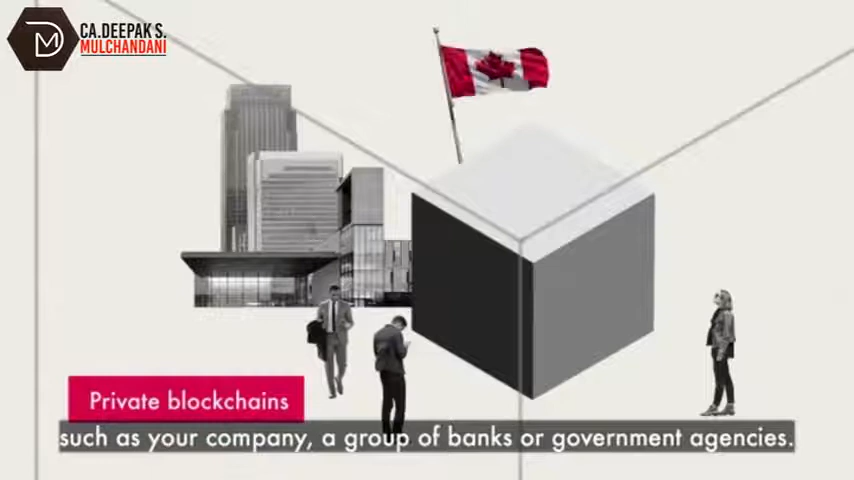 CA.DEEPAK S.
MULCHANDANI
Private blockchains
such as your company, a group of banks or government agencies.